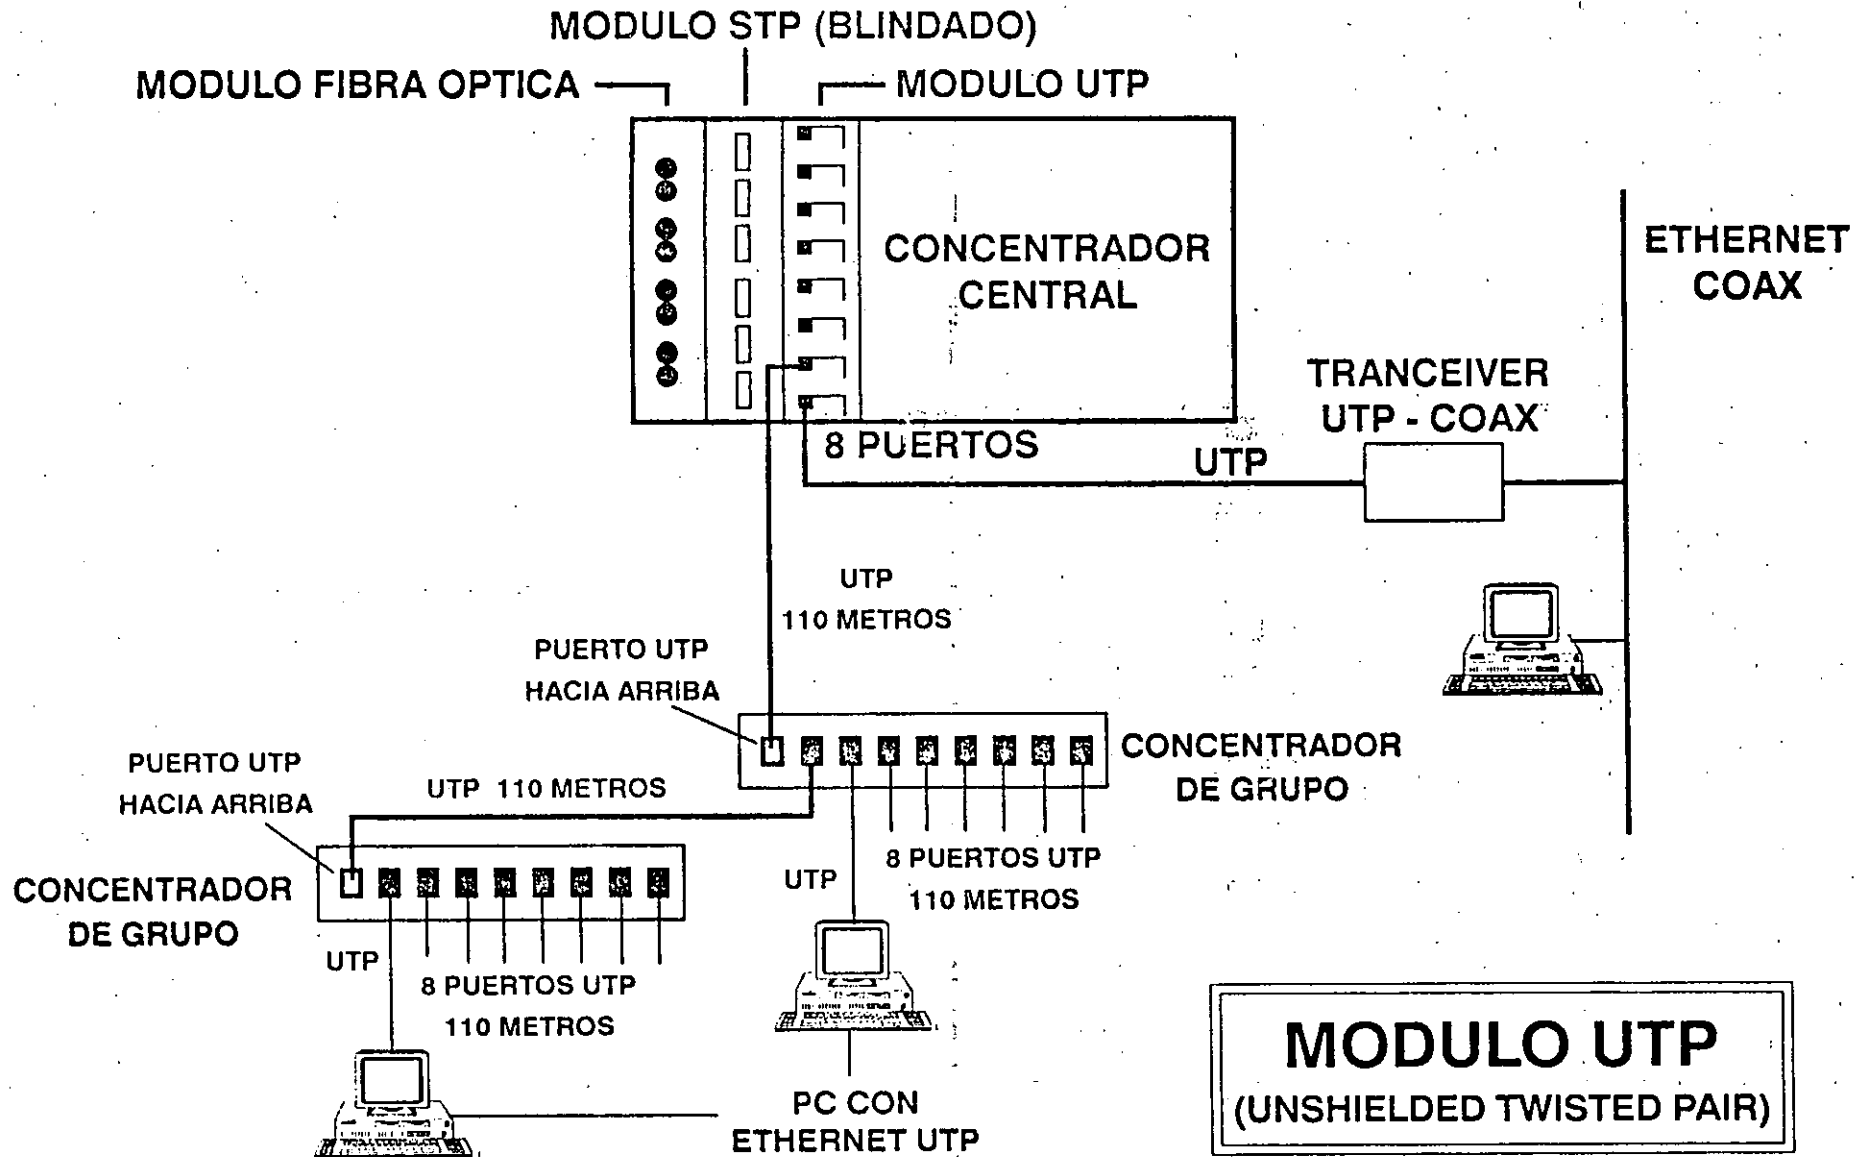 MODULO STP (BLINDADO)
MODULO FIBRA OPTICA
MODULO UTP
CONCENTRADOR
CENTRAL
ETHERNET
COAX
TRANCEIVER
UTP - COAX
8 PUERTOS
UTP
UTP
110 METROS
PUERTO UTP
HACIA ARRIBA
CONCENTRADOR
DE GRUPO
PUERTO UTP
HACIA ARRIBA
UTP 110 METROS
8 PUERTOS UTP
110 METROS
UTP
CONCENTRADOR
DE GRUPO
UTP
8 PUERTOS UTP
110 METROS
PC CON
ETHERNET UTP
MODULO UTP
(UNSHIELDED TWISTED PAIR)